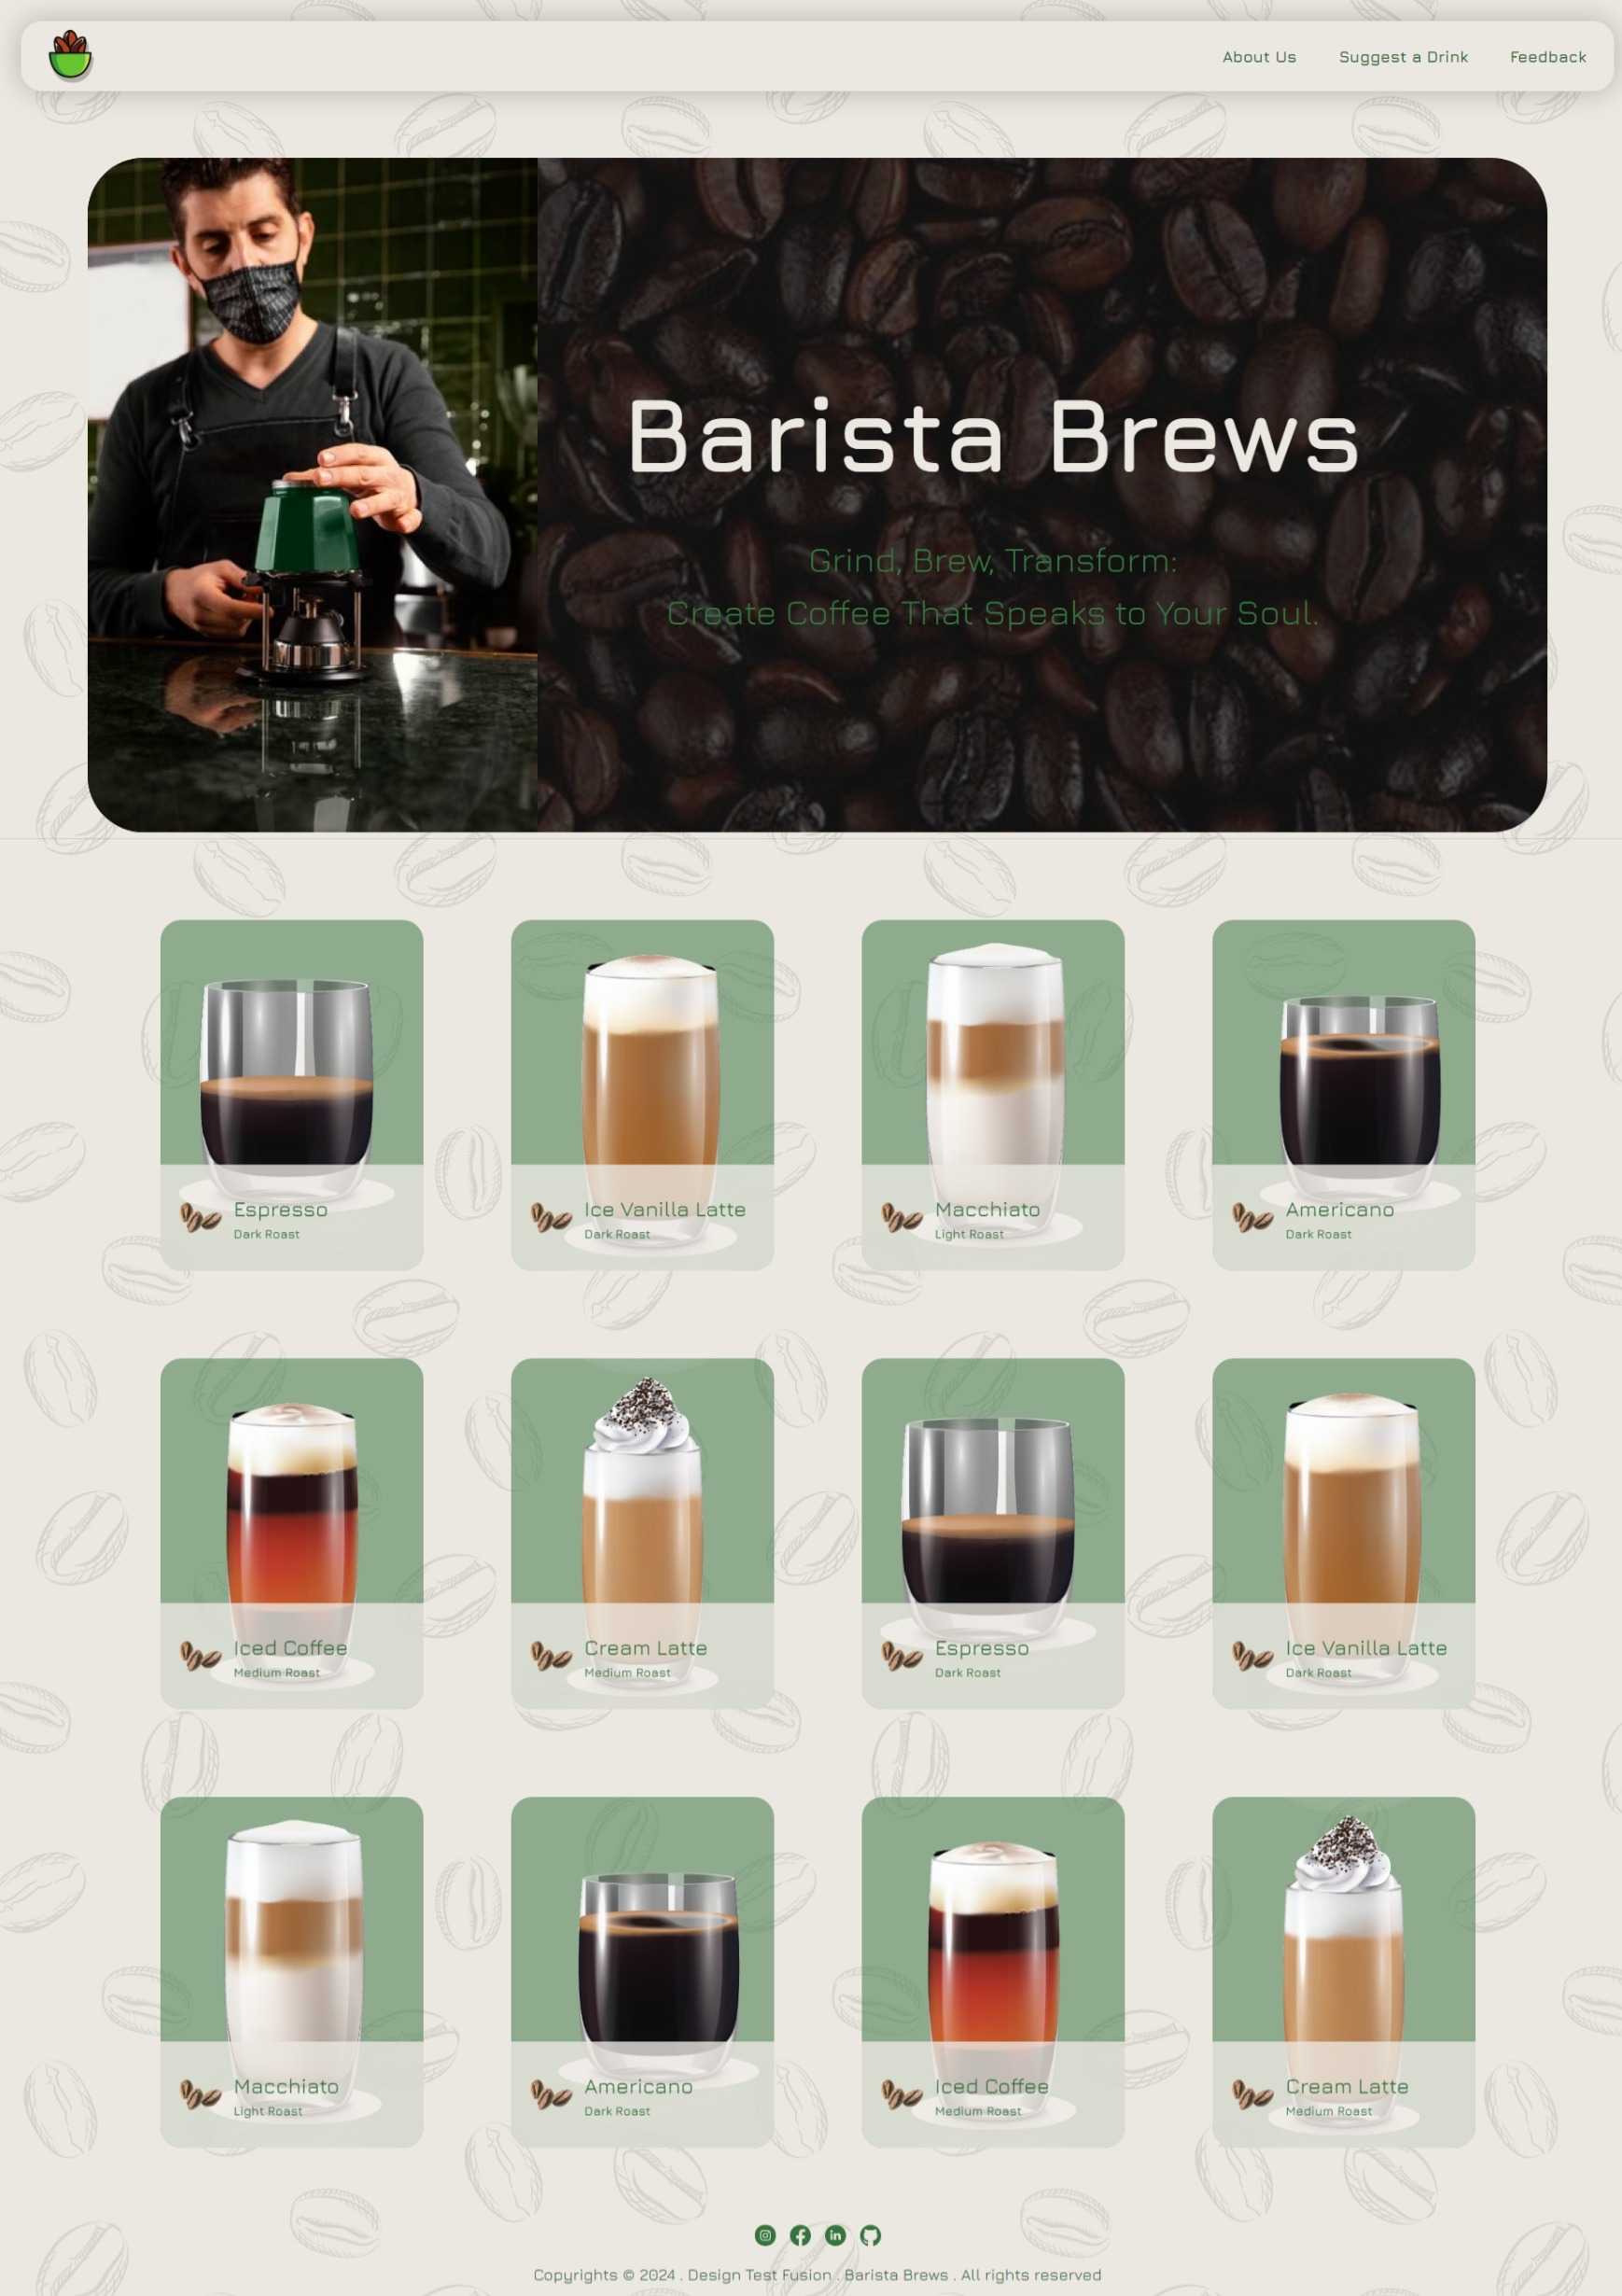 About Us
Suggest a Drink
Feedback
Barista Brews
Grind, Brew, Transform:
Create Coffee That Speaks to Your Soul.
Espresso
Dark Roast
Ice Vanilla Latte
Dark Roast
Macchiato
Light Roast
Americano
Dark Roast
Iced Coffee
Medium Roast
Cream Latte
Medium Roast
Espresso
Dark Roast
Ice Vanilla Latte
Dark Roast
Macchiato
Light Roast
Americano
Dark Roast
Iced Coffee
Medium Roast
Cream Latte
Medium Roast
Copyrights © 2024 . Design Test Fusion . Barista Brews . All rights reserved